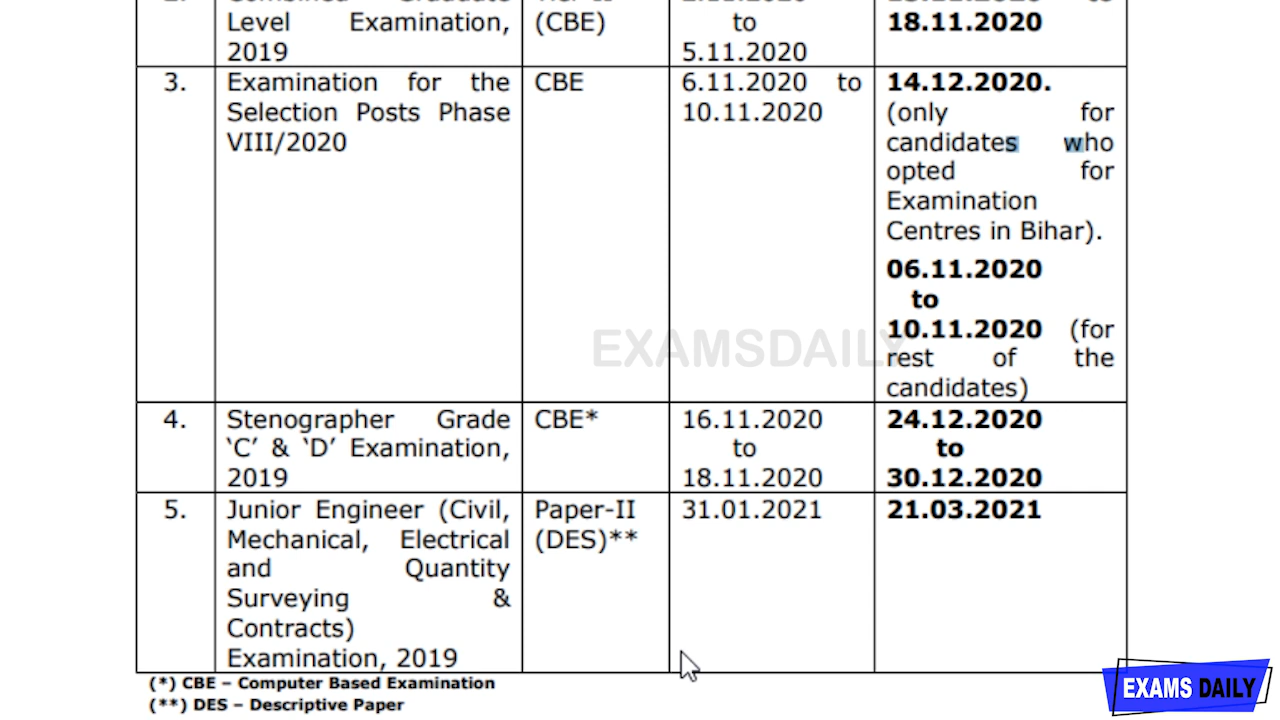 Level Examination, (CBE) to 18.11.2020
2019 5.11.2020
3. Examination for the CBE 6.11.2020 to 14.12.2020.
Selection Posts Phase 10.11.2020 (only for
VIII/2020 candidates who
opted for
Examination
Centres in Bihar).
06.11.2020
to
10.11.2020 (for
rest of the
candidates)
EXAMSDAILY
4. Stenographer Grade CBE* 16.11.2020 24.12.2020
‘C’ & ‘D’ Examination, to to
2019 18.11.2020 30.12.2020
5. Junior Engineer (Civil, Paper-II 31.01.2021 21.03.2021
Mechanical, Electrical (DES)**
and Quantity
Surveying &
Contracts)
Examination, 2019
(*) CBE – Computer Based Examination
(**) DES – Descriptive Paper
EXAMS DAILY